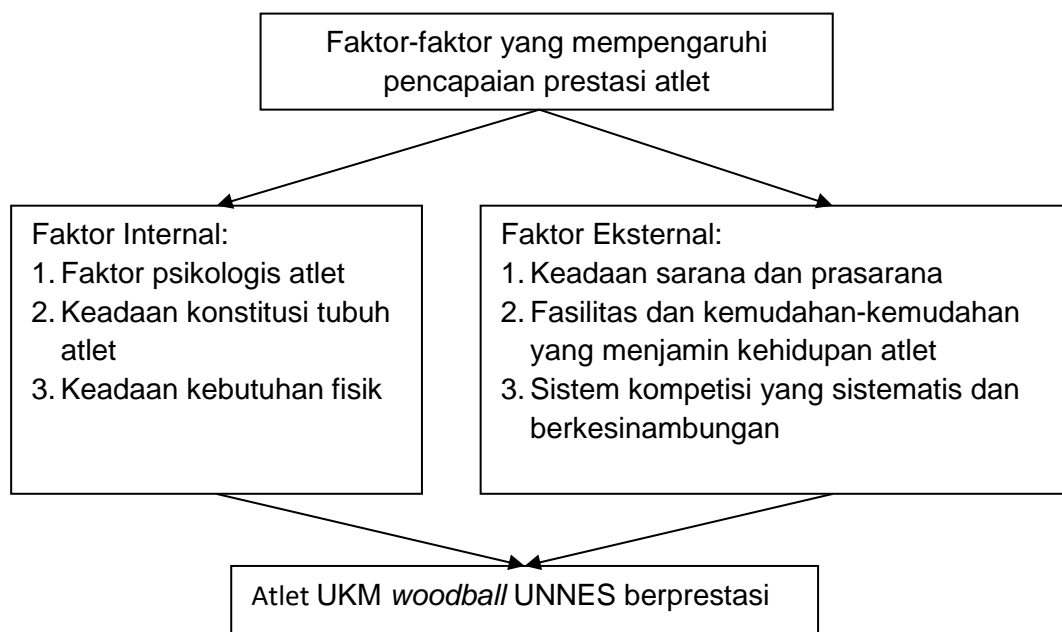 Faktor-faktor yang mempengaruhi
pencapaian prestasi atlet
Faktor Internal:
1. Faktor psikologis atlet
2. Keadaan konstitusi tubuh
atlet
3. Keadaan kebutuhan fisik
Faktor Eksternal:
1. Keadaan sarana dan prasarana
2. Fasilitas dan kemudahan-kemudahan
yang menjamin kehidupan atlet
3. Sistem kompetisi yang sistematis dan
berkesinambungan
Atlet UKM woodball UNNES berprestasi